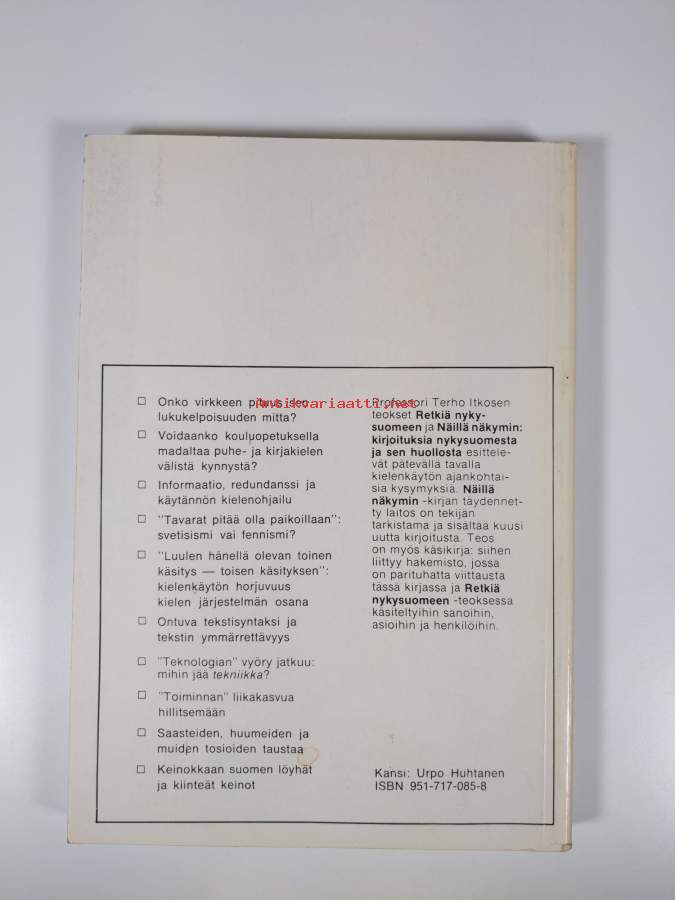 ☐ Onko virkkeen pituus sen
lukukelpoisuuden mitta?
☐ Voidaanko kouluopetuksella
madaltaa puhe- ja kirjakielen
välistä kynnystä?
☐ Informaatio, redundanssi ja
käytännön kielenohjailu
☐ "Tavarat pitää olla paikoillaan":
svetisismi vai fennismi?
☐ "Luulen hänellä olevan toinen
käsitys — toisen käsityksen":
kielenkäytön horjuvuus
kielen järjestelmän osana
☐ Ontuva tekstisyntaksi ja
tekstin ymmärrettävyys
☐ "Teknologian" vyöry jatkuu:
mihin jää tekniikka?
☐ "Toiminnan" liikakasvua
hillitsemään
☐ Saasteiden, huumeiden ja
muiden tosioiden taustaa
☐ Keinokkaan suomen löyhät
ja kiinteät keinot
Antivariaatti.net
Professori Terho Itkosen
teokset Retkiä nyky-
suomeen ja Näillä näkymin:
kirjoituksia nykysuomesta
ja sen huollosta esittele-
vät pätevällä tavalla
kielenkäytön ajankohtai-
sia kysymyksiä. Näillä
näkymin -kirjan täydennet-
ty laitos on tekijän
tarkistama ja sisältää kuusi
uutta kirjoitusta. Teos
on myös käsikirja: siihen
liittyy hakemisto, jossa
on parituhatta viittausta
tässä kirjassa ja Retkiä
nykysuomeen -teoksessa
käsiteltyihin sanoihin,
asioihin ja henkilöihin.
Kansi: Urpo Huhtanen
ISBN 951-717-085-8